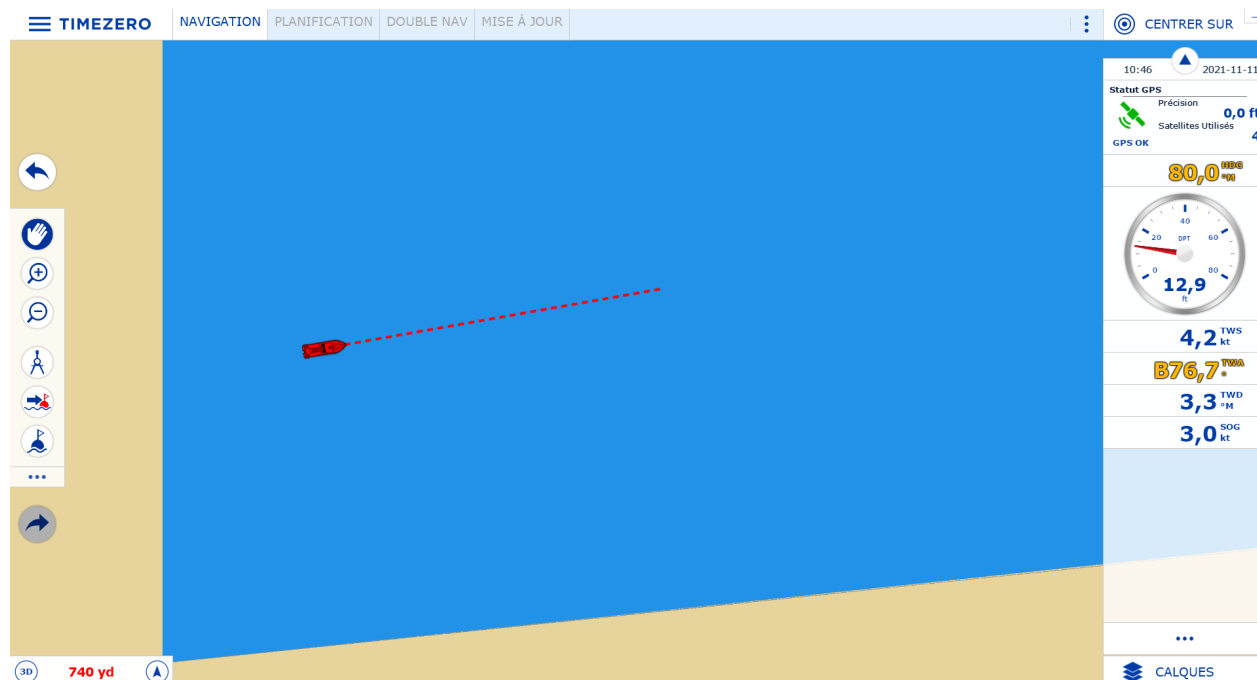 TIMEZERO
NAVIGATION
PLANIFICATION
DOUBLE NAV
MISE À JOUR
CENTRER SUR
10:46
2021-11-11
Statut GPS
Précision
0,0 ft
Satellites Utilisés
4
GPS OK
80,0 HDG °M
40
20 DPT 60
0 80
12,9
ft
4,2 TWS kt
B76,7 TWA °
3,3 TWD °M
3,0 SOG kt
3D
740 yd
CALQUES